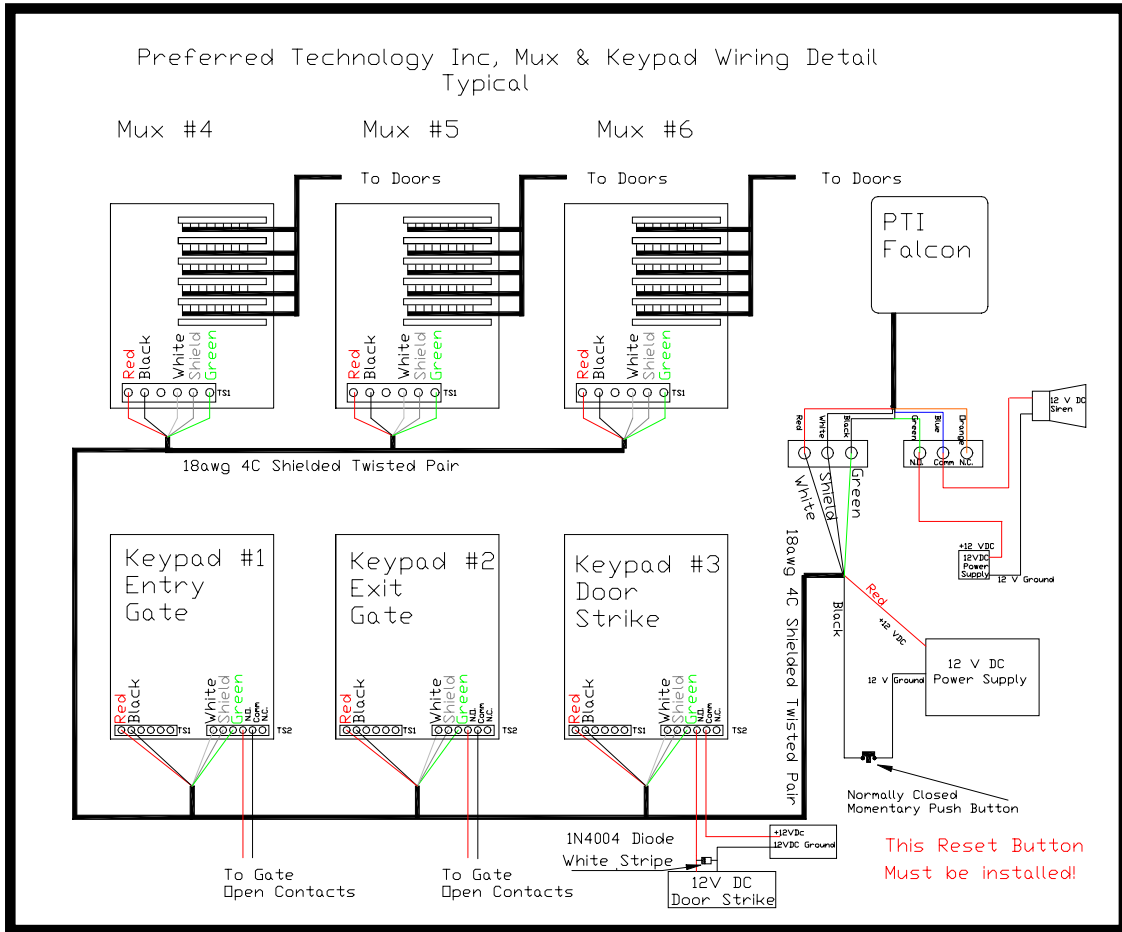 Preferred Technology Inc, Mux & Keypad Wiring Detail
Typical
Mux #4
Mux #5
Mux #6
To Doors
To Doors
To Doors
PTI
Falcon
Red
Black
White
Shield
Green
TS1
Red
Black
White
Shield
Green
TS1
Red
Black
White
Shield
Green
TS1
12 V DC
Siren
Red
White
Black
Green
Blue
Orange
N.O.
Comm
N.C.
18awg 4C Shielded Twisted Pair
White
Shield
Green
Keypad #1
Entry
Gate
Keypad #2
Exit
Gate
Keypad #3
Door
Strike
18awg 4C Shielded Twisted Pair
+12 VDC
12VDC
Power
Supply
12 V Ground
Black
Red
+12 VDC
12 V DC
Power Supply
12 V Ground
Red
Black
TS1
White
Shield
Green
N.O.
Comm
N.C.
TS2
Red
Black
TS1
White
Shield
Green
N.O.
Comm
N.C.
TS2
Red
Black
TS1
White
Shield
Green
N.O.
Comm
N.C.
TS2
Normally Closed
Momentary Push Button
This Reset Button
Must be installed!
1N4004 Diode
White Stripe
+12VDc
12VDC Ground
12V DC
Door Strike
To Gate
Open Contacts
To Gate
Open Contacts